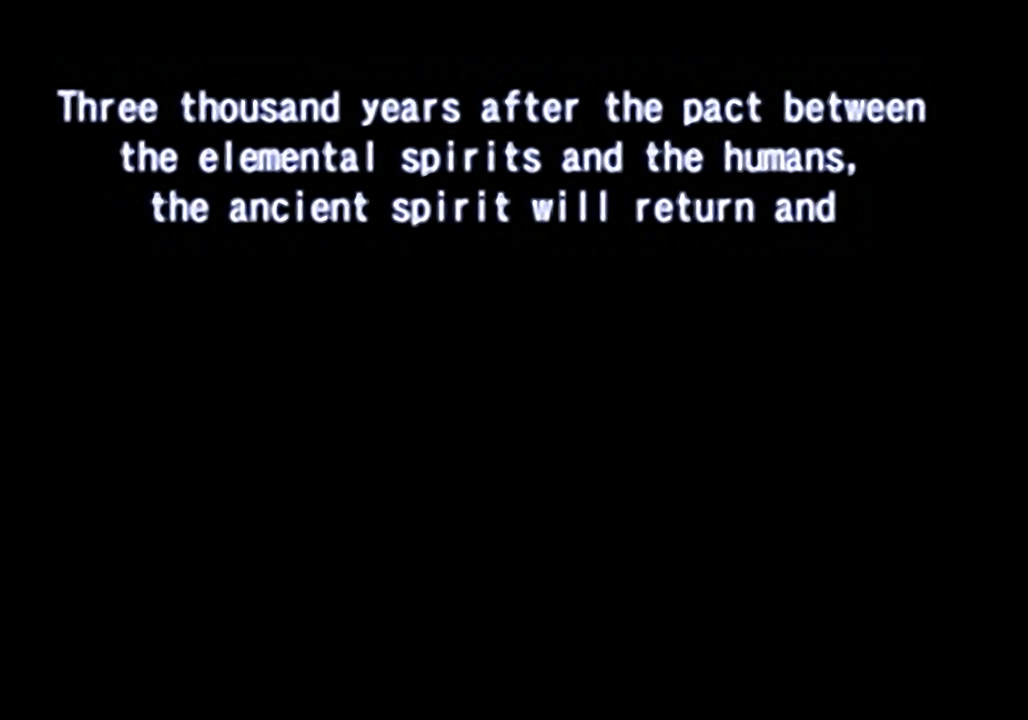 Three thousand years after the pact between
the elemental spirits and the humans,
the ancient spirit will return and